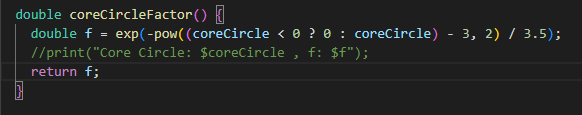 double coreCircleFactor() {
double f = exp(-pow((coreCircle < 0 ? 0 : coreCircle) - 3, 2) / 3.5);
//print("Core Circle: $coreCircle , f: $f");
return f;
}